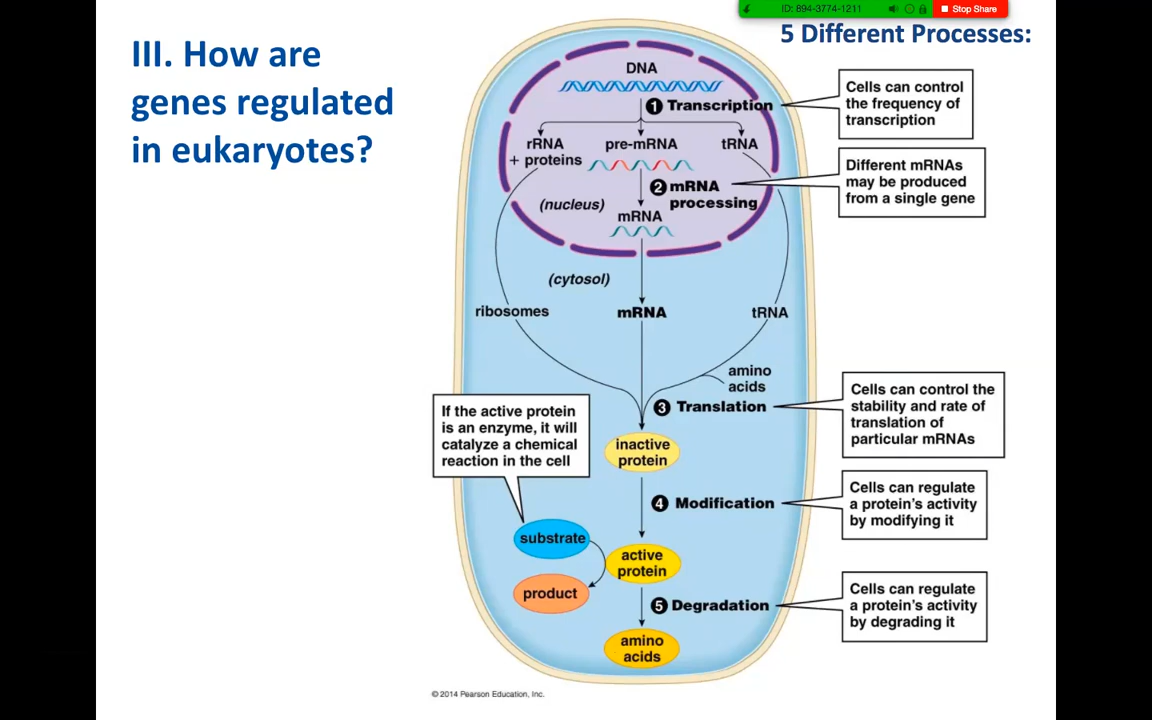 ID: 894-3774-1211
Stop Share
III. How are
genes regulated
in eukaryotes?
5 Different Processes:
DNA
1 Transcription
Cells can control
the frequency of
transcription
rRNA
+ proteins
pre-mRNA
tRNA
2 mRNA
processing
Different mRNAs
may be produced
from a single gene
(nucleus)
mRNA
(cytosol)
ribosomes
mRNA
tRNA
amino
acids
3 Translation
Cells can control the
stability and rate of
translation of
particular mRNAs
If the active protein
is an enzyme, it will
catalyze a chemical
reaction in the cell
inactive
protein
4 Modification
Cells can regulate
a protein's activity
by modifying it
substrate
active
protein
product
5 Degradation
Cells can regulate
a protein's activity
by degrading it
amino
acids
© 2014 Pearson Education, Inc.